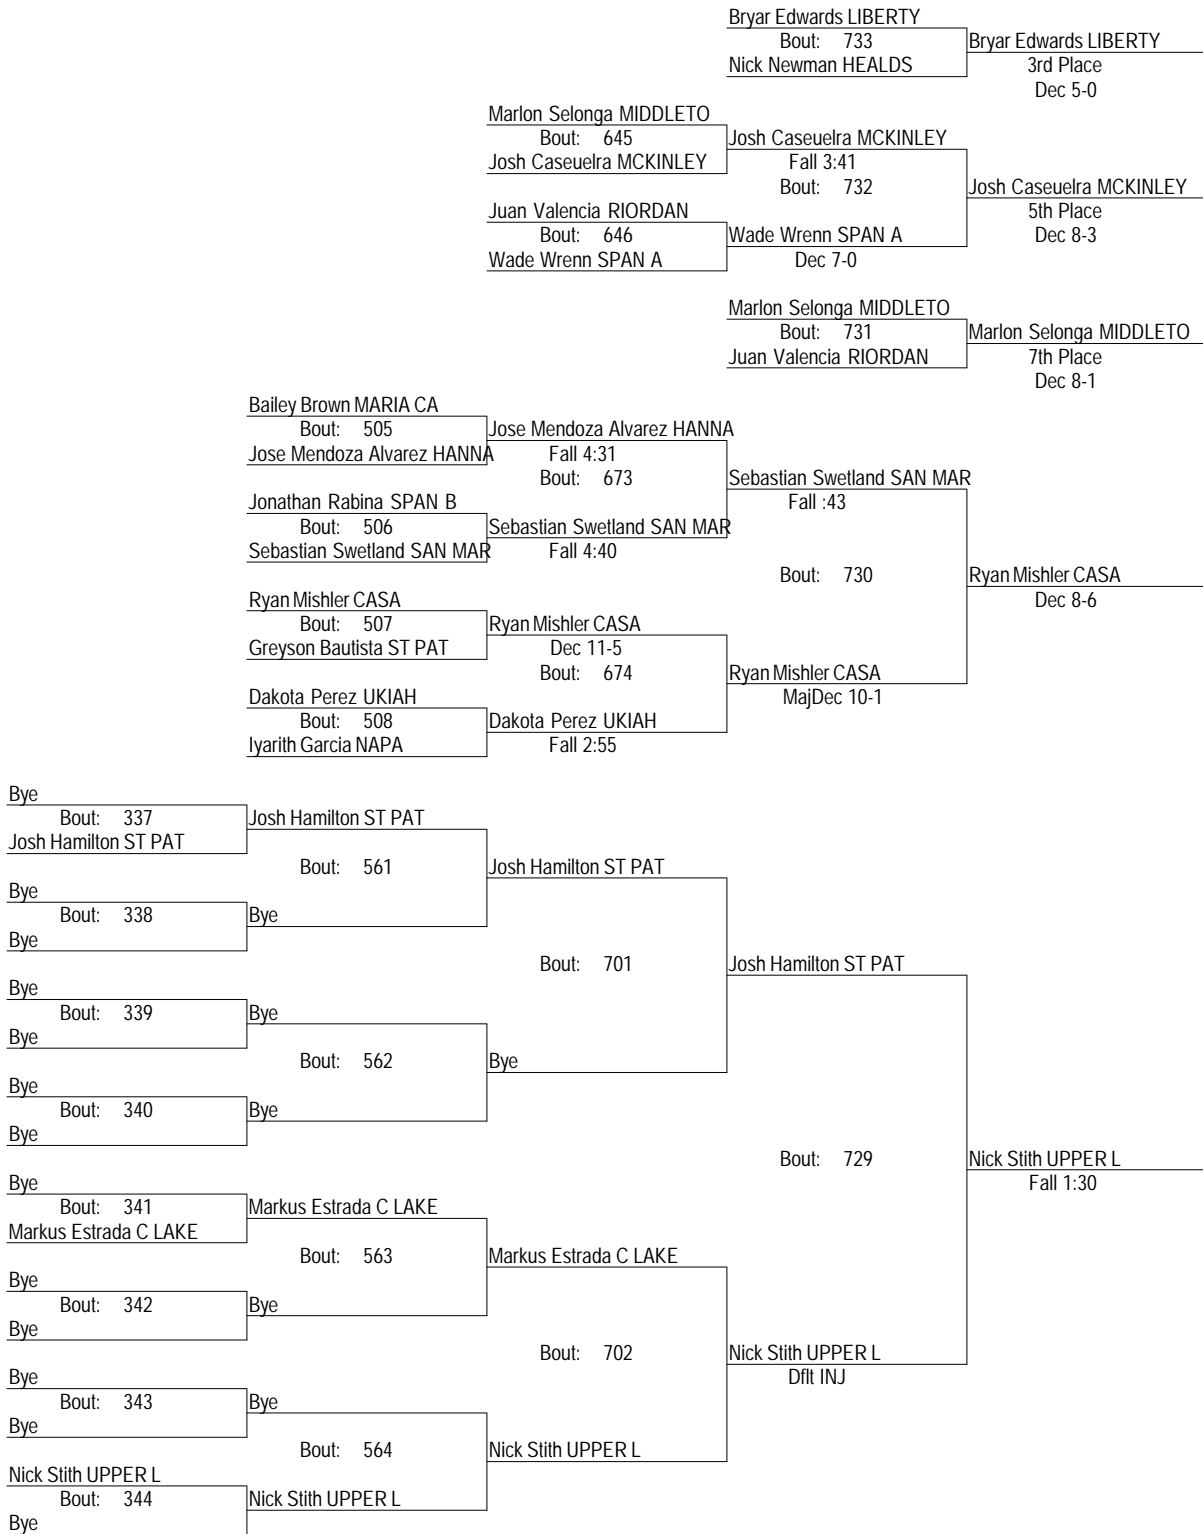 Bryar Edwards LIBERTY
Bout: 733
Bryar Edwards LIBERTY
Nick Newman HEALDS
3rd Place
Dec 5-0
Marlon Selonga MIDDLETO
Bout: 645
Josh Caseuelra MCKINLEY
Josh Caseuelra MCKINLEY
Fall 3:41
Bout: 732
Josh Caseuelra MCKINLEY
Juan Valencia RIORDAN
5th Place
Bout: 646
Wade Wrenn SPAN A
Dec 8-3
Wade Wrenn SPAN A
Dec 7-0
Marlon Selonga MIDDLETO
Bout: 731
Marlon Selonga MIDDLETO
Juan Valencia RIORDAN
7th Place
Dec 8-1
Bailey Brown MARIA CA
Bout: 505
Jose Mendoza Alvarez HANNA
Jose Mendoza Alvarez HANNA
Fall 4:31
Bout: 673
Sebastian Swetland SAN MAR
Jonathan Rabina SPAN B
Fall :43
Bout: 506
Sebastian Swetland SAN MAR
Sebastian Swetland SAN MAR
Fall 4:40
Bout: 730
Ryan Mishler CASA
Ryan Mishler CASA
Dec 8-6
Bout: 507
Ryan Mishler CASA
Greyson Bautista ST PAT
Dec 11-5
Bout: 674
Ryan Mishler CASA
Dakota Perez UKIAH
MajDec 10-1
Bout: 508
Dakota Perez UKIAH
Iyarith Garcia NAPA
Fall 2:55
Bye
Bout: 337
Josh Hamilton ST PAT
Josh Hamilton ST PAT
Bout: 561
Josh Hamilton ST PAT
Bye
Bout: 338
Bye
Bye
Bout: 701
Josh Hamilton ST PAT
Bye
Bout: 339
Bye
Bye
Bout: 562
Bye
Bye
Bout: 340
Bye
Bye
Bout: 729
Nick Stith UPPER L
Fall 1:30
Bye
Bout: 341
Markus Estrada C LAKE
Markus Estrada C LAKE
Bout: 563
Markus Estrada C LAKE
Bye
Bout: 342
Bye
Bye
Bout: 702
Nick Stith UPPER L
Dflt INJ
Bye
Bout: 343
Bye
Bye
Bout: 564
Nick Stith UPPER L
Nick Stith UPPER L
Bout: 344
Nick Stith UPPER L
Bye